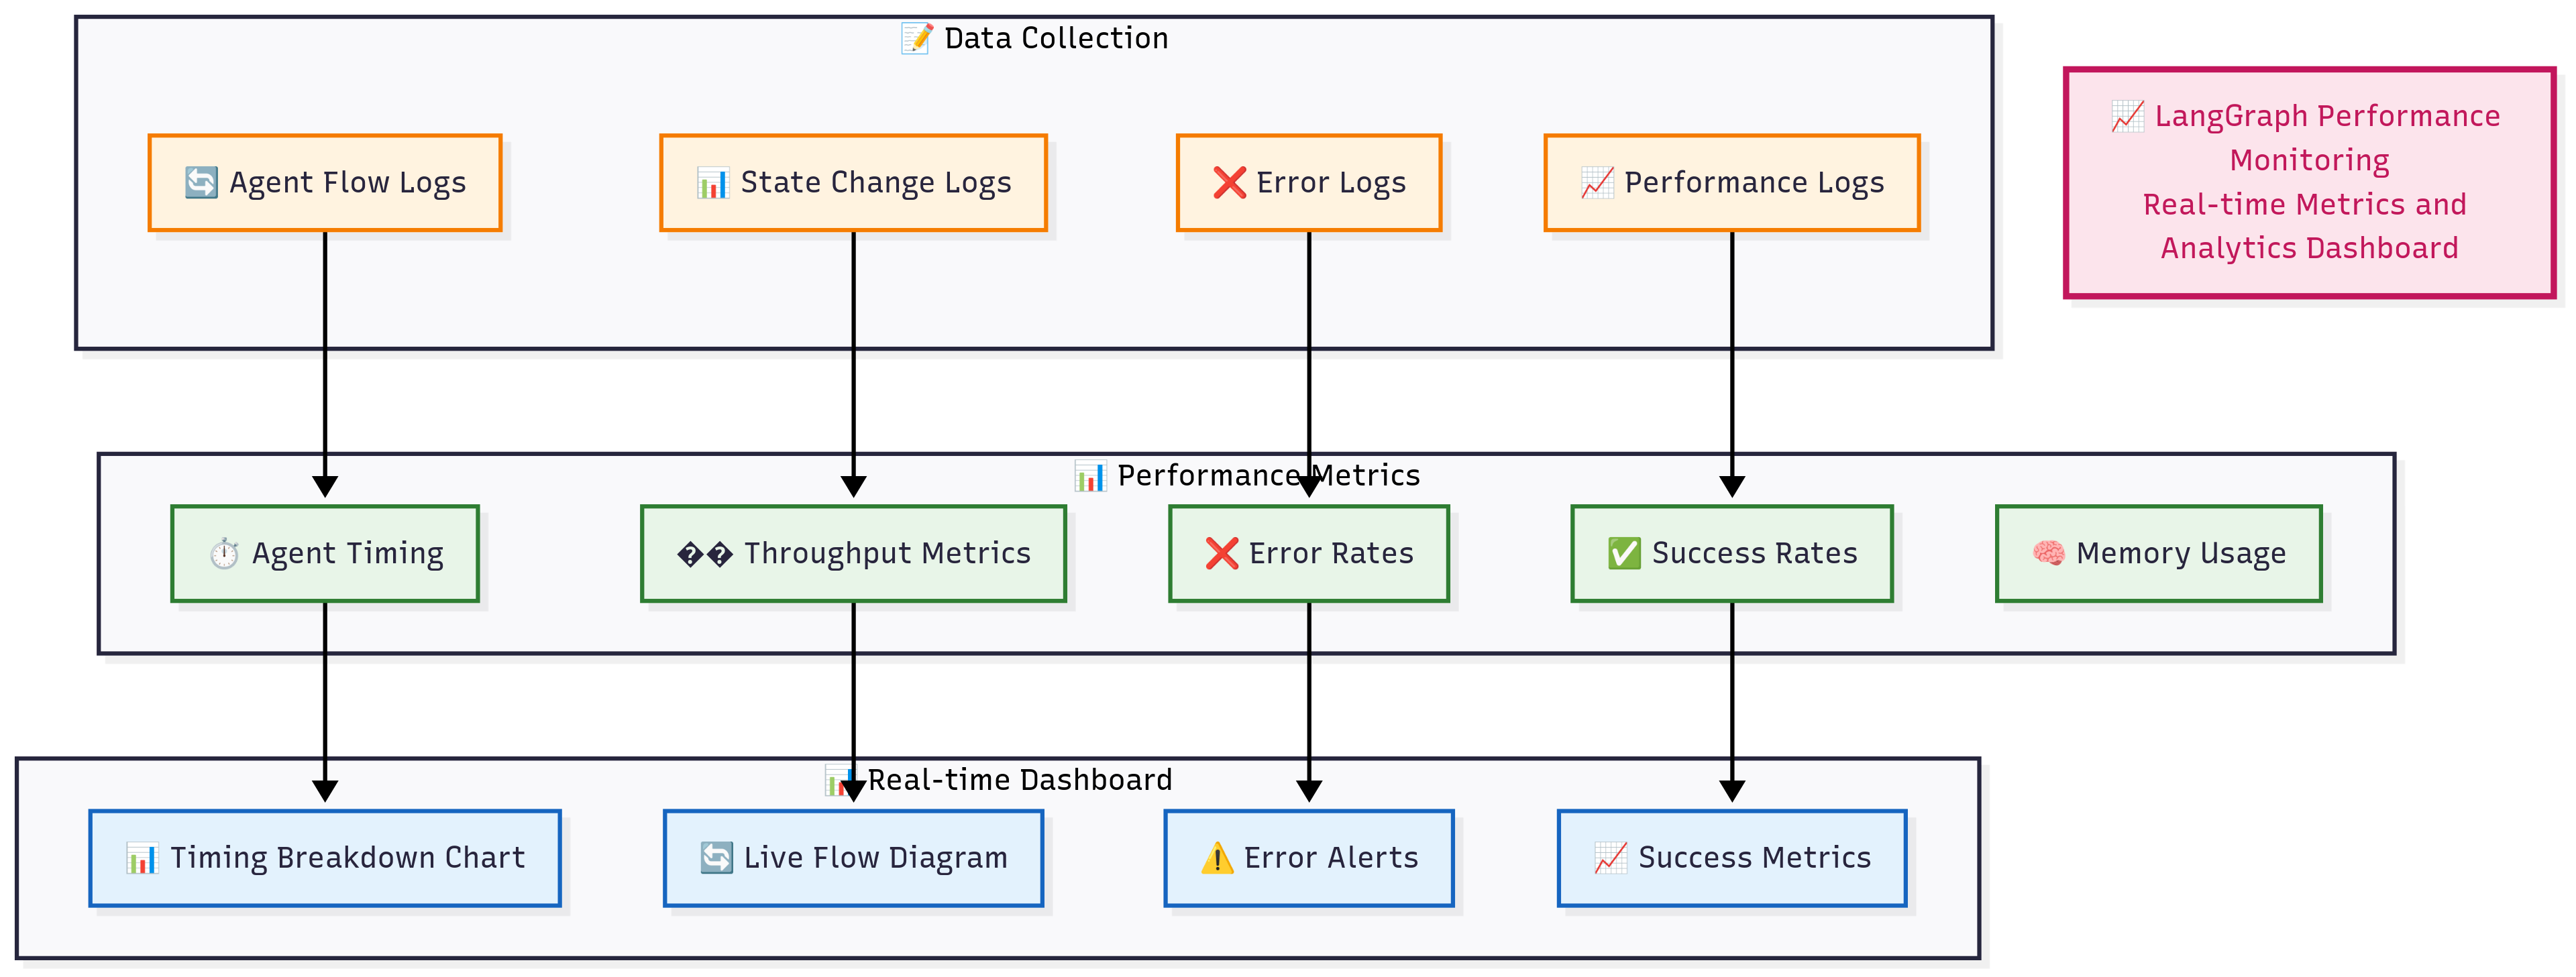 📝 Data Collection
🔄 Agent Flow Logs
📊 State Change Logs
❌ Error Logs
📈 Performance Logs
📈 LangGraph Performance
Monitoring
Real-time Metrics and
Analytics Dashboard
📊 Performance Metrics
⏱️ Agent Timing
�� Throughput Metrics
❌ Error Rates
✅ Success Rates
🧠 Memory Usage
📊 Real-time Dashboard
📊 Timing Breakdown Chart
🔄 Live Flow Diagram
⚠️ Error Alerts
📈 Success Metrics